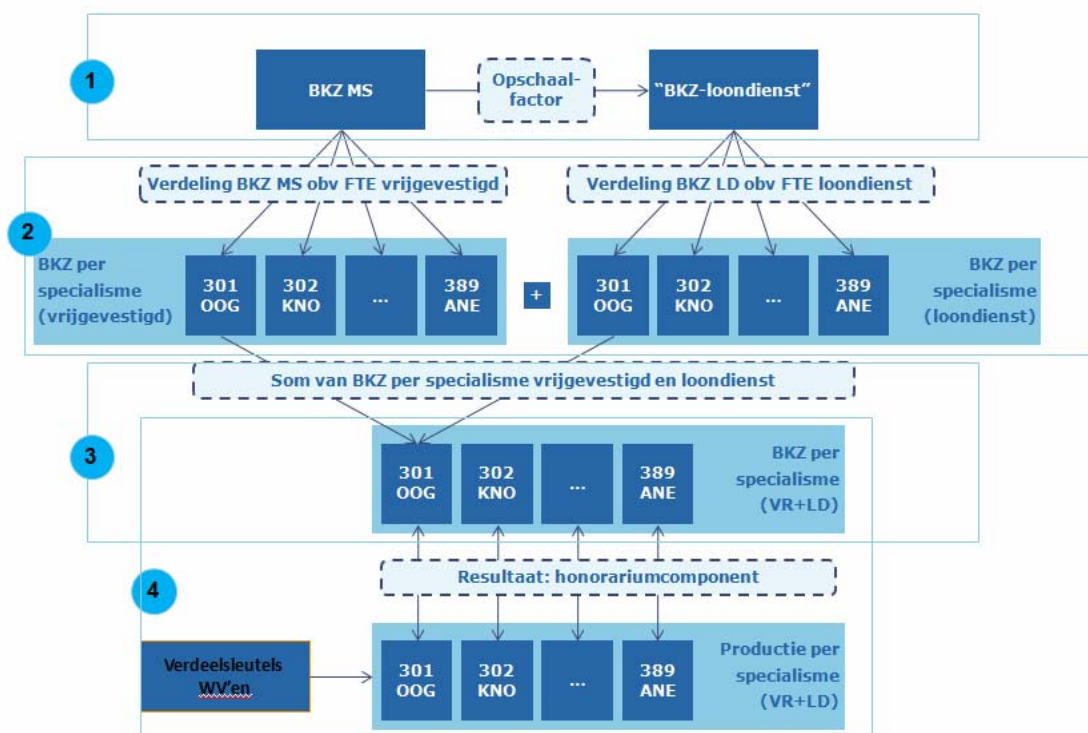 1
BKZ MS
Opschaal-
factor
“BKZ-loondienst”
Verdeling BKZ MS obv FTE vrijgevestigd
Verdeling BKZ LD obv FTE loondienst
2
BKZ per
specialisme
(vrijgevestigd)
301
OOG
302
KNO
...
389
ANE
+
301
OOG
302
KNO
...
389
ANE
BKZ per
specialisme
(loondienst)
Som van BKZ per specialisme vrijgevestigd en loondienst
3
301
OOG
302
KNO
...
389
ANE
BKZ per
specialisme
(VR+LD)
Resultaat: honorariumcomponent
4
Verdeelsleutels
WV’en
301
OOG
302
KNO
...
389
ANE
Productie per
specialisme
(VR+LD)